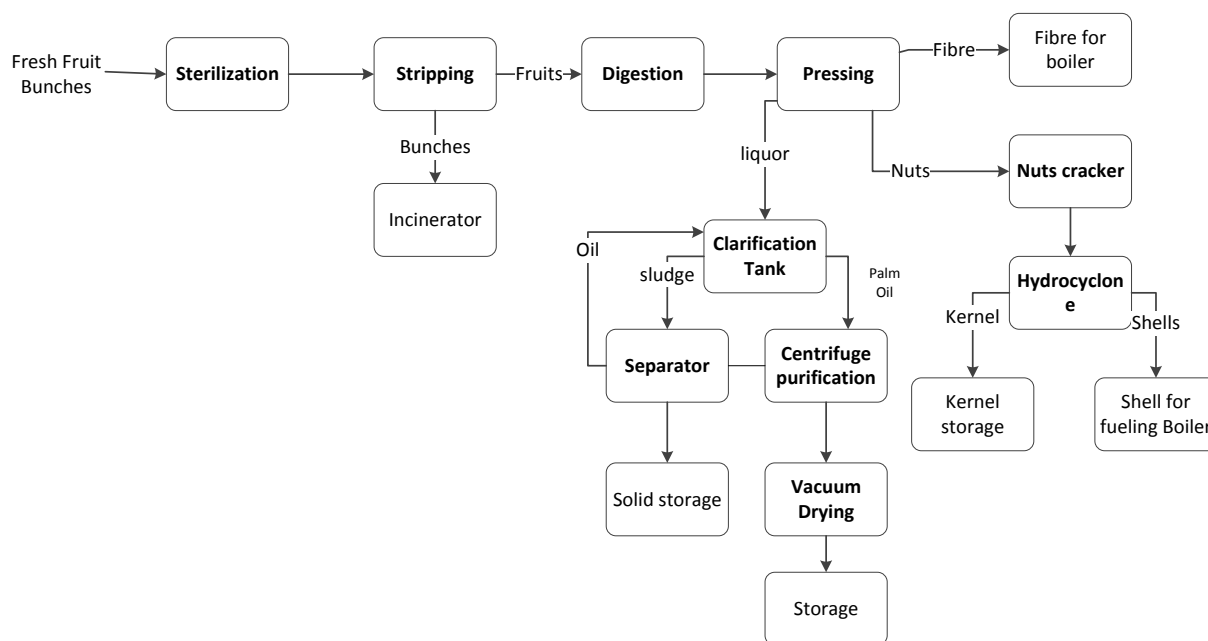 Fresh Fruit
Bunches
Sterilization
Stripping
Fruits
Digestion
Pressing
Fibre
Fibre for
boiler
Bunches
Incinerator
liquor
Nuts
Nuts cracker
Oil
Clarification
Tank
sludge
Palm
Oil
Hydrocyclon
e
Kernel
Shells
Separator
Centrifuge
purification
Kernel
storage
Shell for
fueling Boiler
Solid storage
Vacuum
Drying
Storage